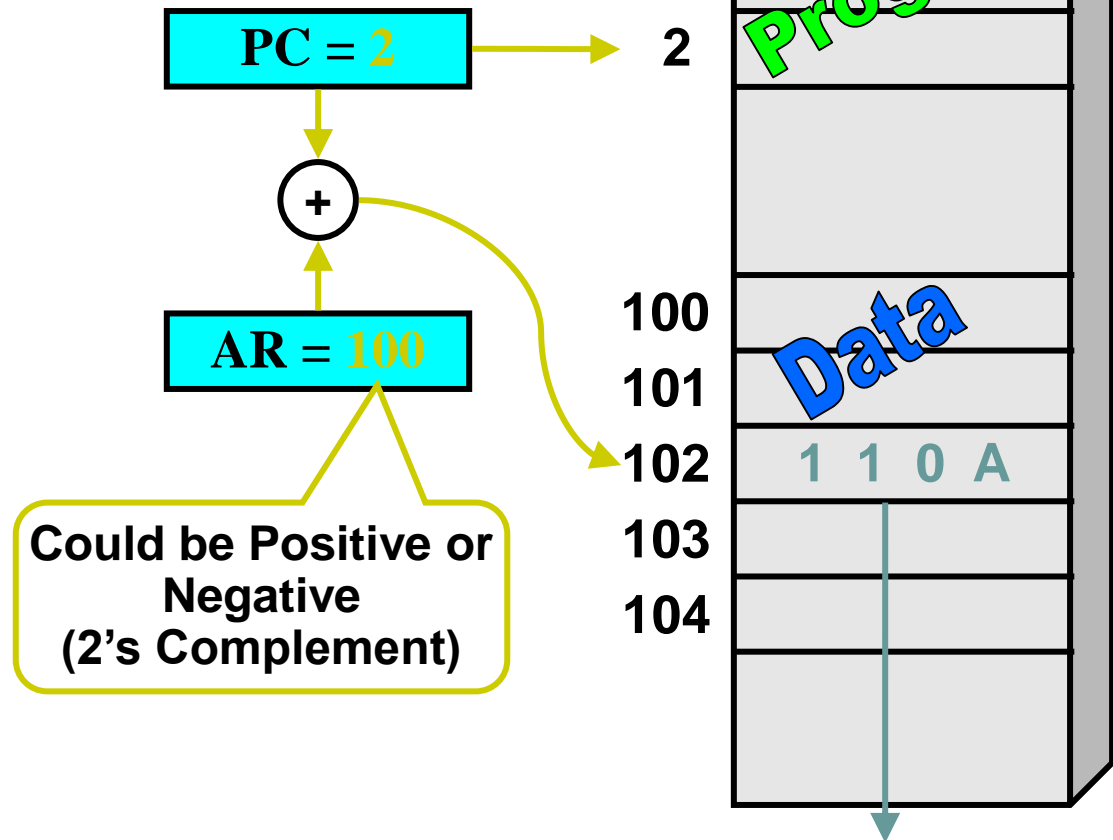 PC = 2
2
Prog
+
100
Data
AR = 100
101
102
1 1 0 A
Could be Positive or
Negative
(2's Complement)
103
104